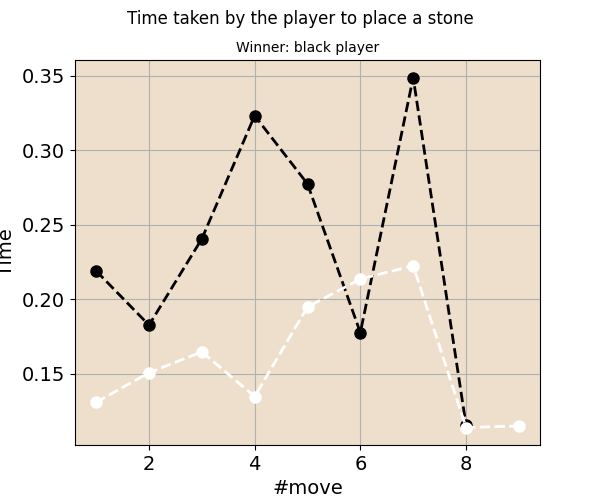 Time taken by the player to place a stone
Winner: black player
0.35
0.30
0.25
0.20
0.15
Time
2 4 6 8
#move